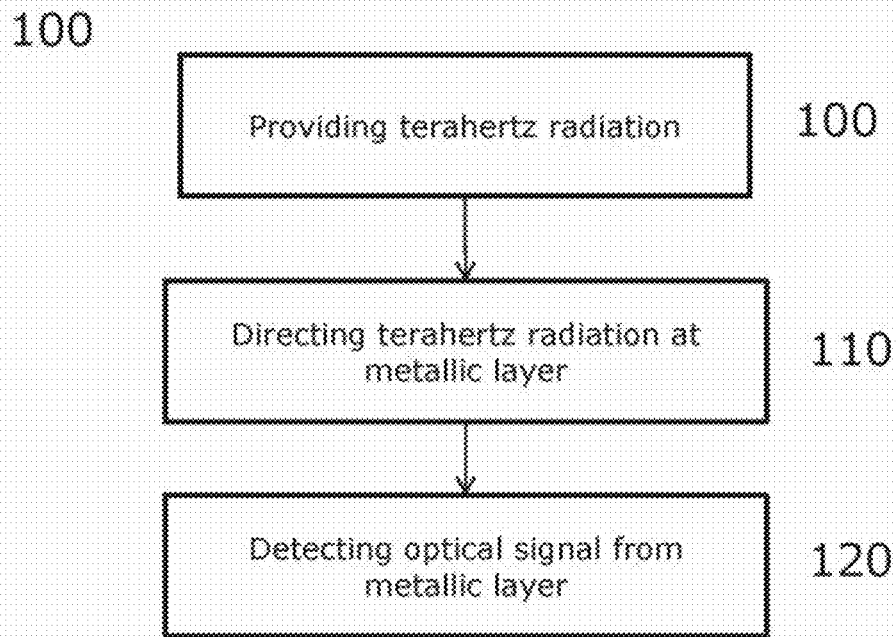 100
Providing terahertz radiation
100
Directing terahertz radiation at
metallic layer
110
Detecting optical signal from
metallic layer
120